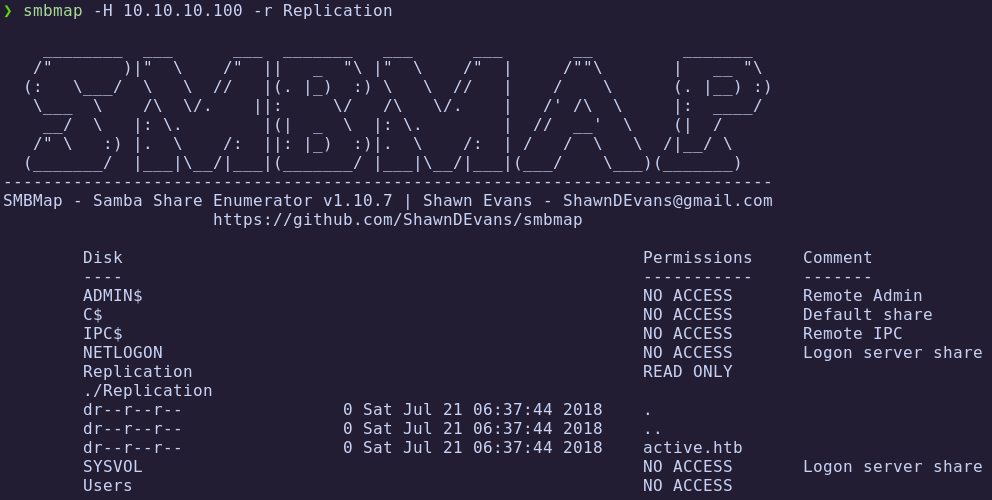 ❯ smbmap -H 10.10.10.100 -r Replication
SMBMAP
-----------------------------------------------------------------------------
SMBMap - Samba Share Enumerator v1.10.7 | Shawn Evans - ShawnDEvans@gmail.com
https://github.com/ShawnDEvans/smbmap
Disk Permissions Comment
---- ----------- -------
ADMIN$ NO ACCESS Remote Admin
C$ NO ACCESS Default share
IPC$ NO ACCESS Remote IPC
NETLOGON NO ACCESS Logon server share
Replication READ ONLY
./Replication
dr--r--r-- 0 Sat Jul 21 06:37:44 2018 .
dr--r--r-- 0 Sat Jul 21 06:37:44 2018 ..
dr--r--r-- 0 Sat Jul 21 06:37:44 2018 active.htb
SYSVOL NO ACCESS Logon server share
Users NO ACCESS